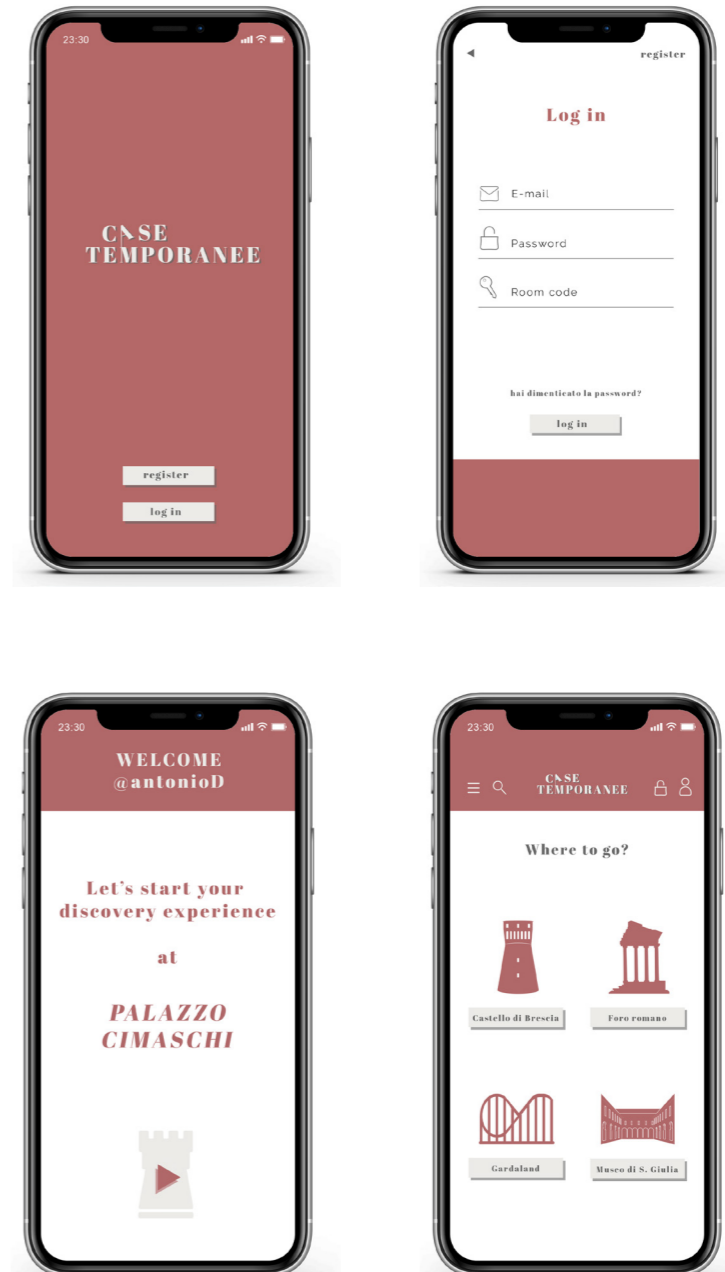 23:30
CASE
TEMPORANEE
register
log in
register
Log in
E-mail
Password
Room code
hai dimenticato la password?
log in
23:30
WELCOME
@antonioD
Let's start your
discovery experience
at
PALAZZO
CIMASCHI
23:30
CASE
TEMPORANEE
Where to go?
Castello di Brescia
Foro romano
Gardaland
Museo di S. Giulia